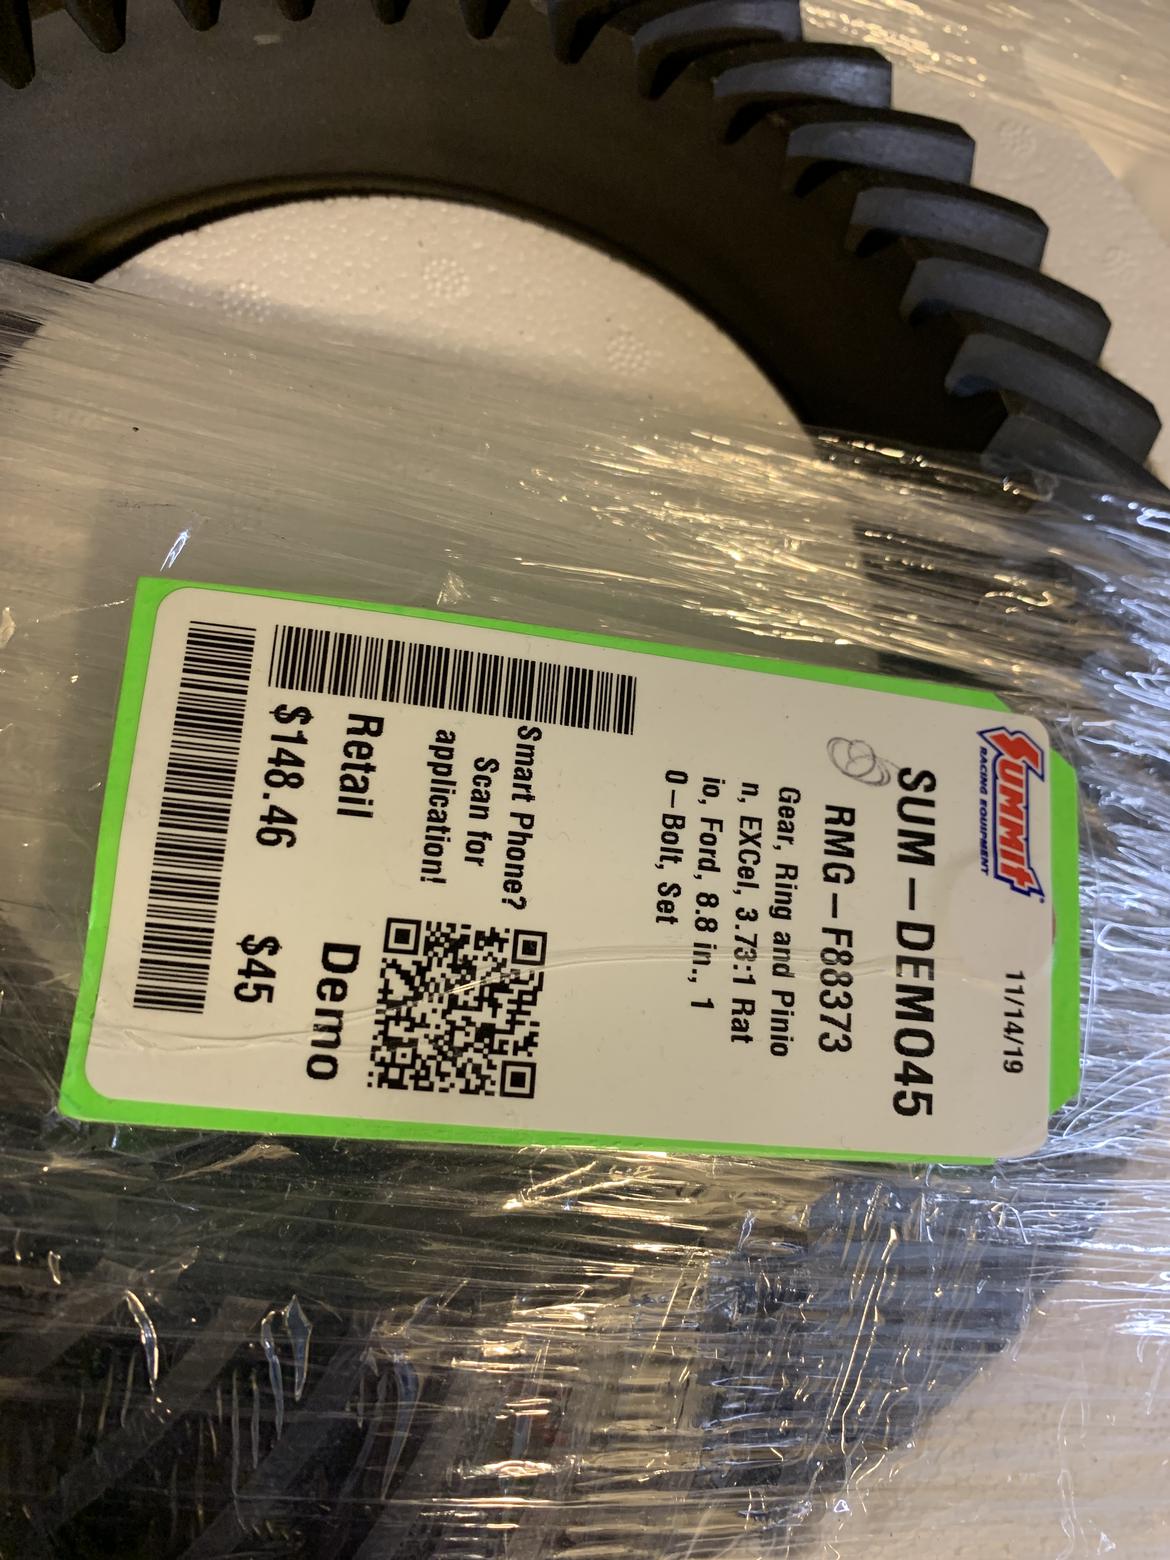 SUMMIT
RACING EQUIPMENT
11/14/19
SUM-DEM045
RMG-F88373
Gear, Ring and Pinio
n, EXCel, 3.73:1 Rat
io, Ford, 8.8 in., 1
0-Bolt, Set
Smart Phone?
Scan for
application!
Retail
Demo
$148.46
$45